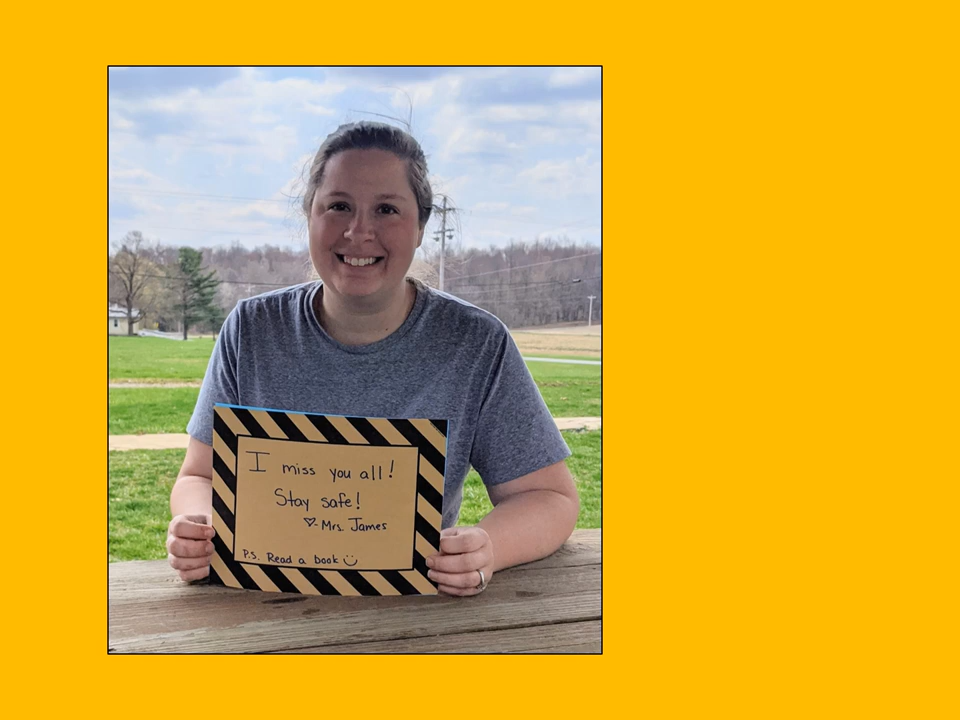 I miss you all!
Stay safe!
♡- Mrs. James
P.S. Read a book :)